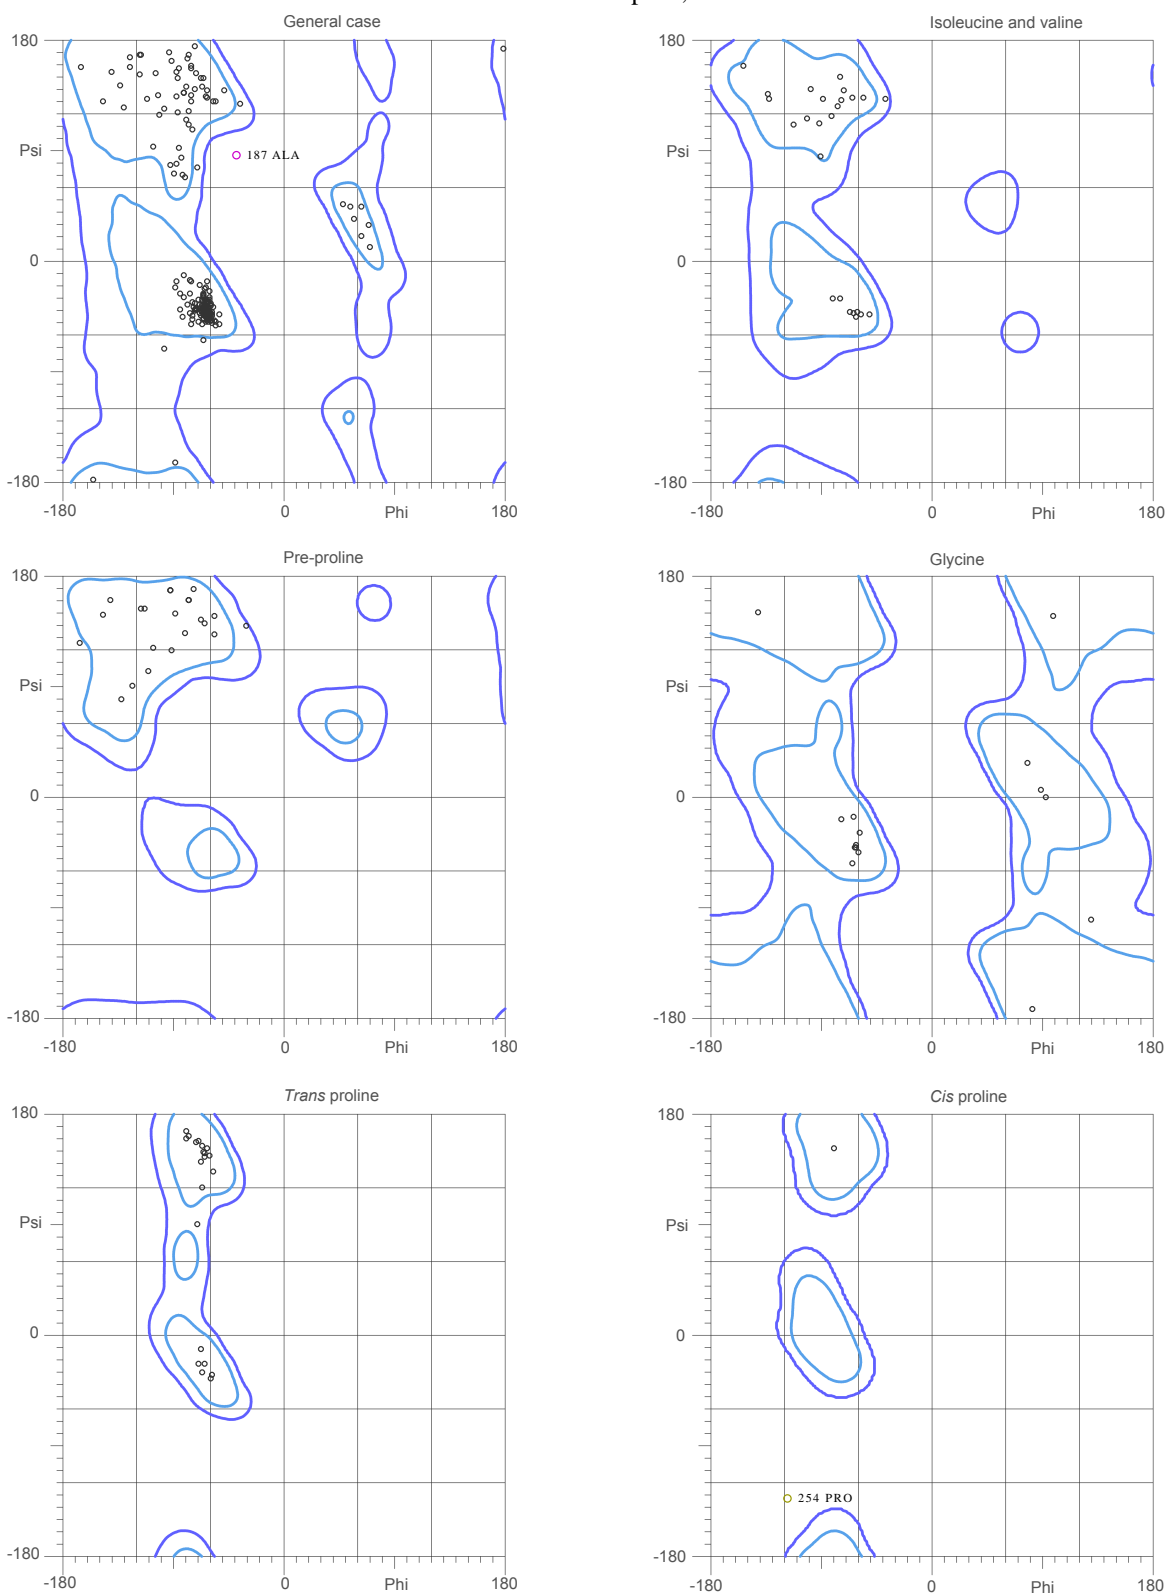 General case
180
Psi
0
-180
-180
0
Phi
180
187 ALA
Isoleucine and valine
180
Psi
0
-180
-180
0
Phi
180
Pre-proline
180
Psi
0
-180
-180
0
Phi
180
Glycine
180
Psi
0
-180
-180
0
Phi
180
Trans proline
180
Psi
0
-180
-180
0
Phi
180
Cis proline
180
Psi
0
-180
254 PRO
-180
0
Phi
180